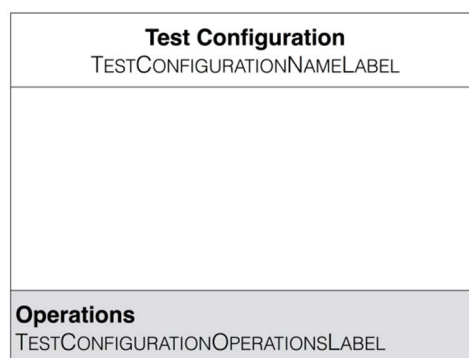 Test Configuration
TESTCONFIGURATIONNAMELABEL
Operations
TESTCONFIGURATIONOPERATIONSLABEL